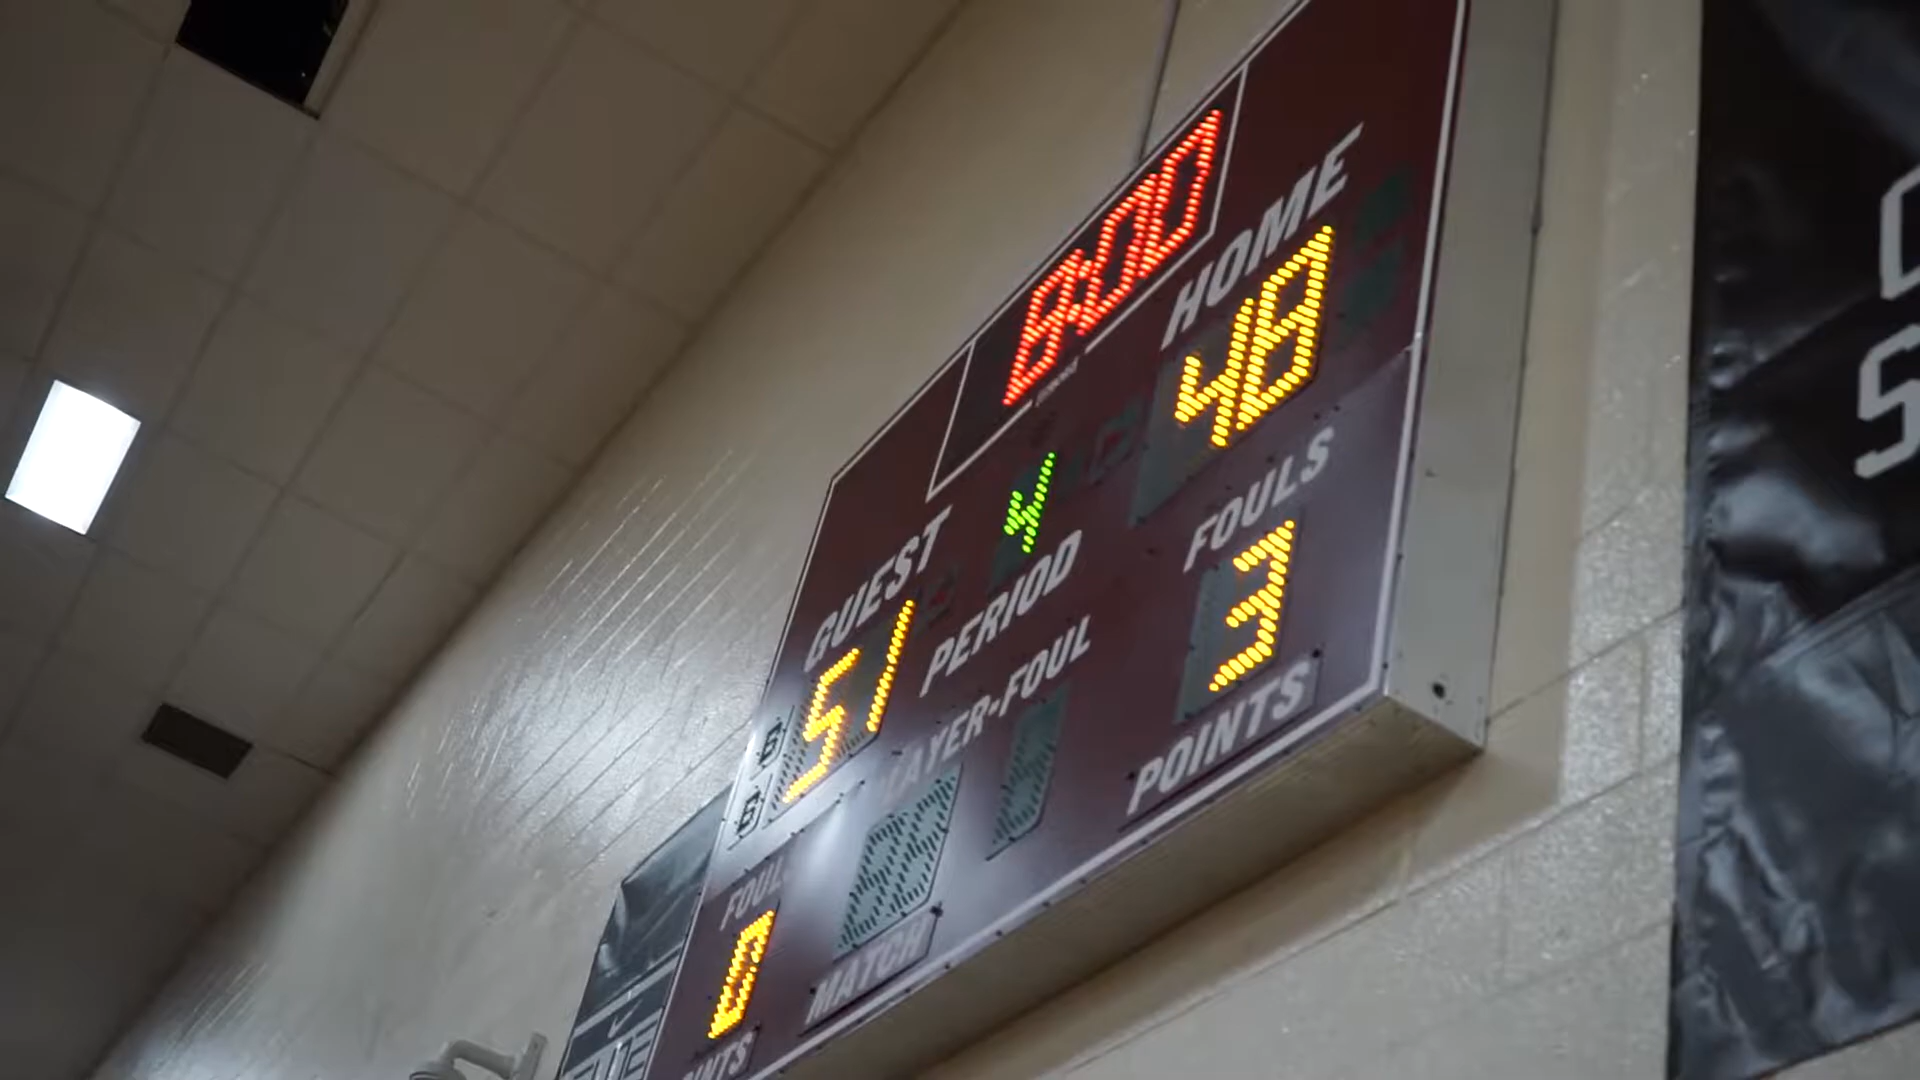 8:00
HOME
48
4
GUEST
PERIOD
FOULS
51
3
PLAYER-FOUL
POINTS
FOUL
0
MATCH